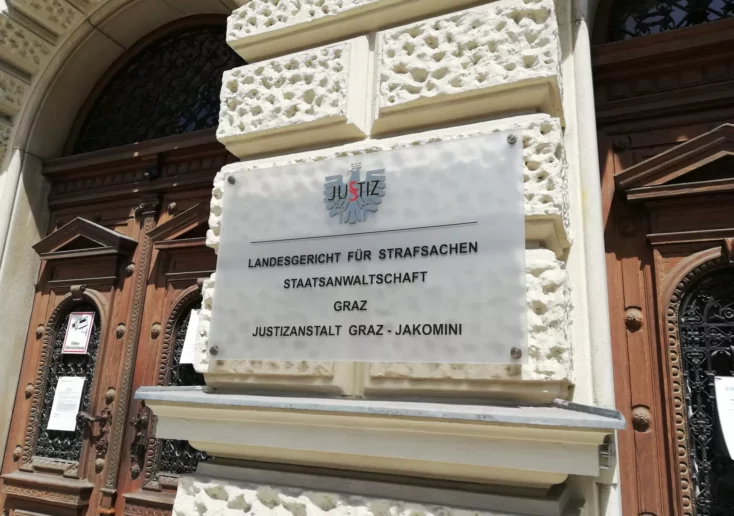 JUSTIZ
LANDESGERICHT FÜR STRAFSACHEN
STAATSANWALTSCHAFT
GRAZ
JUSTIZANSTALT GRAZ - JAKOMINI